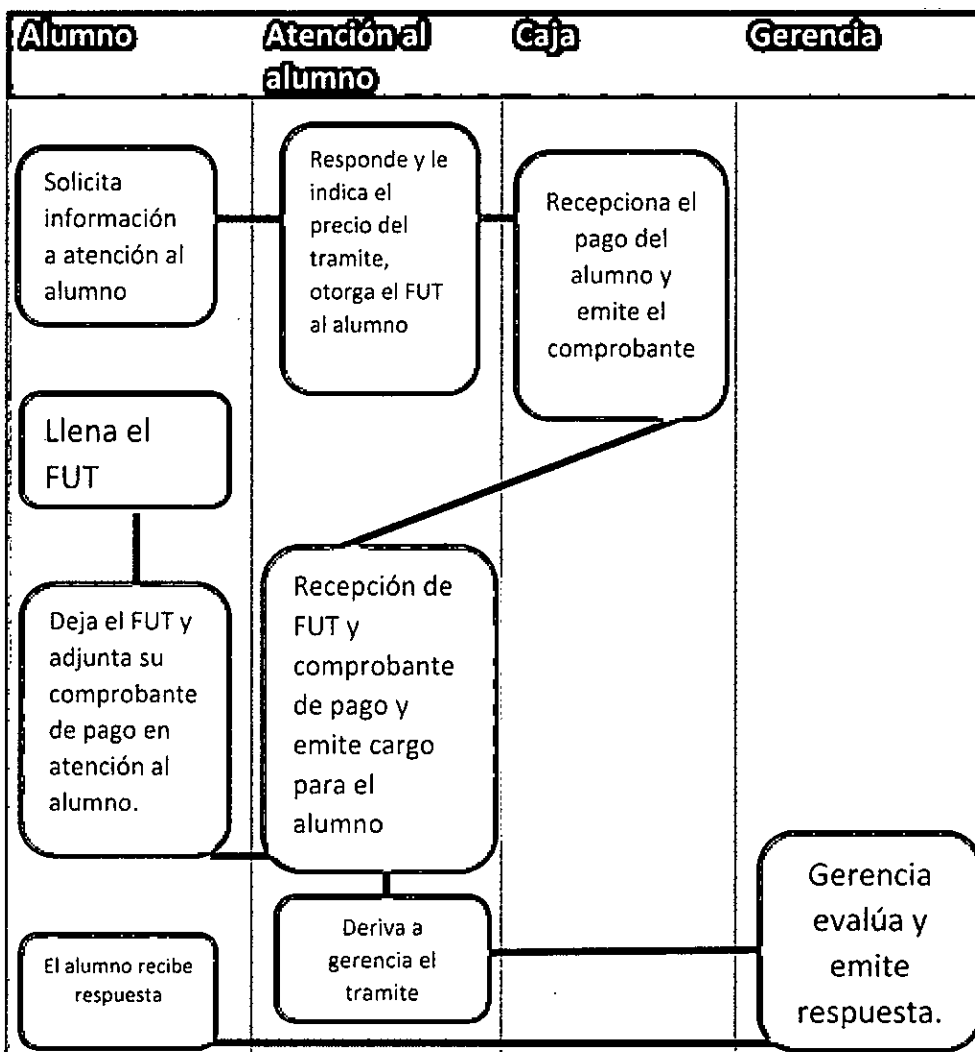 Alumno
Atención al
alumno
Caja
Gerencia
Solicita
información
a atención al
alumno
Responde y le
indica el
precio del
tramite,
otorga el FUT
al alumno
Recepciona el
pago del
alumno y
emite el
comprobante
Llena el
FUT
Deja el FUT y
adjunta su
comprobante
de pago en
atención al
alumno.
Recepción de
FUT y
comprobante
de pago y
emite cargo
para el
alumno
Deriva a
gerencia el
tramite
Gerencia
evalúa y
emite
respuesta.
El alumno recibe
respuesta